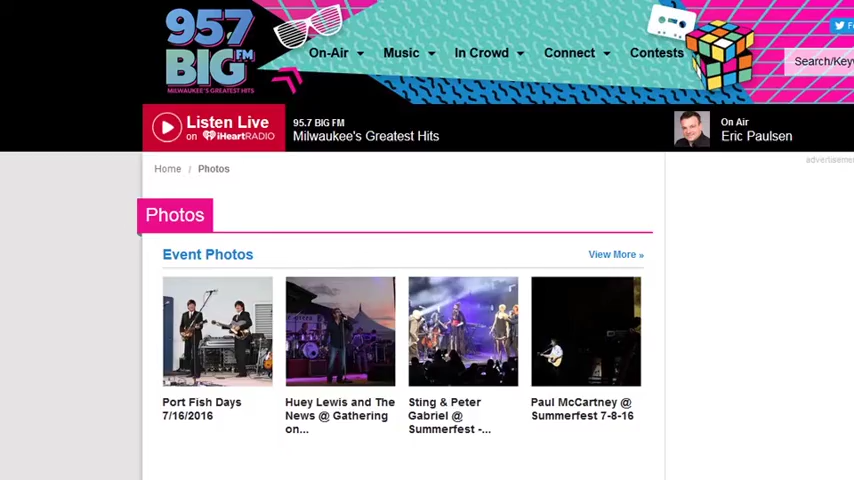 95.7
BIG FM
MILWAUKEE'S GREATEST HITS
On-Air Music In Crowd Connect Contests
Search/Key
Listen Live
on iHeartRADIO
95.7 BIG FM
Milwaukee's Greatest Hits
On Air
Eric Paulsen
Home / Photos
advertiseme
Photos
Event Photos
View More »
Port Fish Days
7/16/2016
Huey Lewis and The
News @ Gathering
on...
Sting & Peter
Gabriel @
Summerfest -...
Paul McCartney @
Summerfest 7-8-16